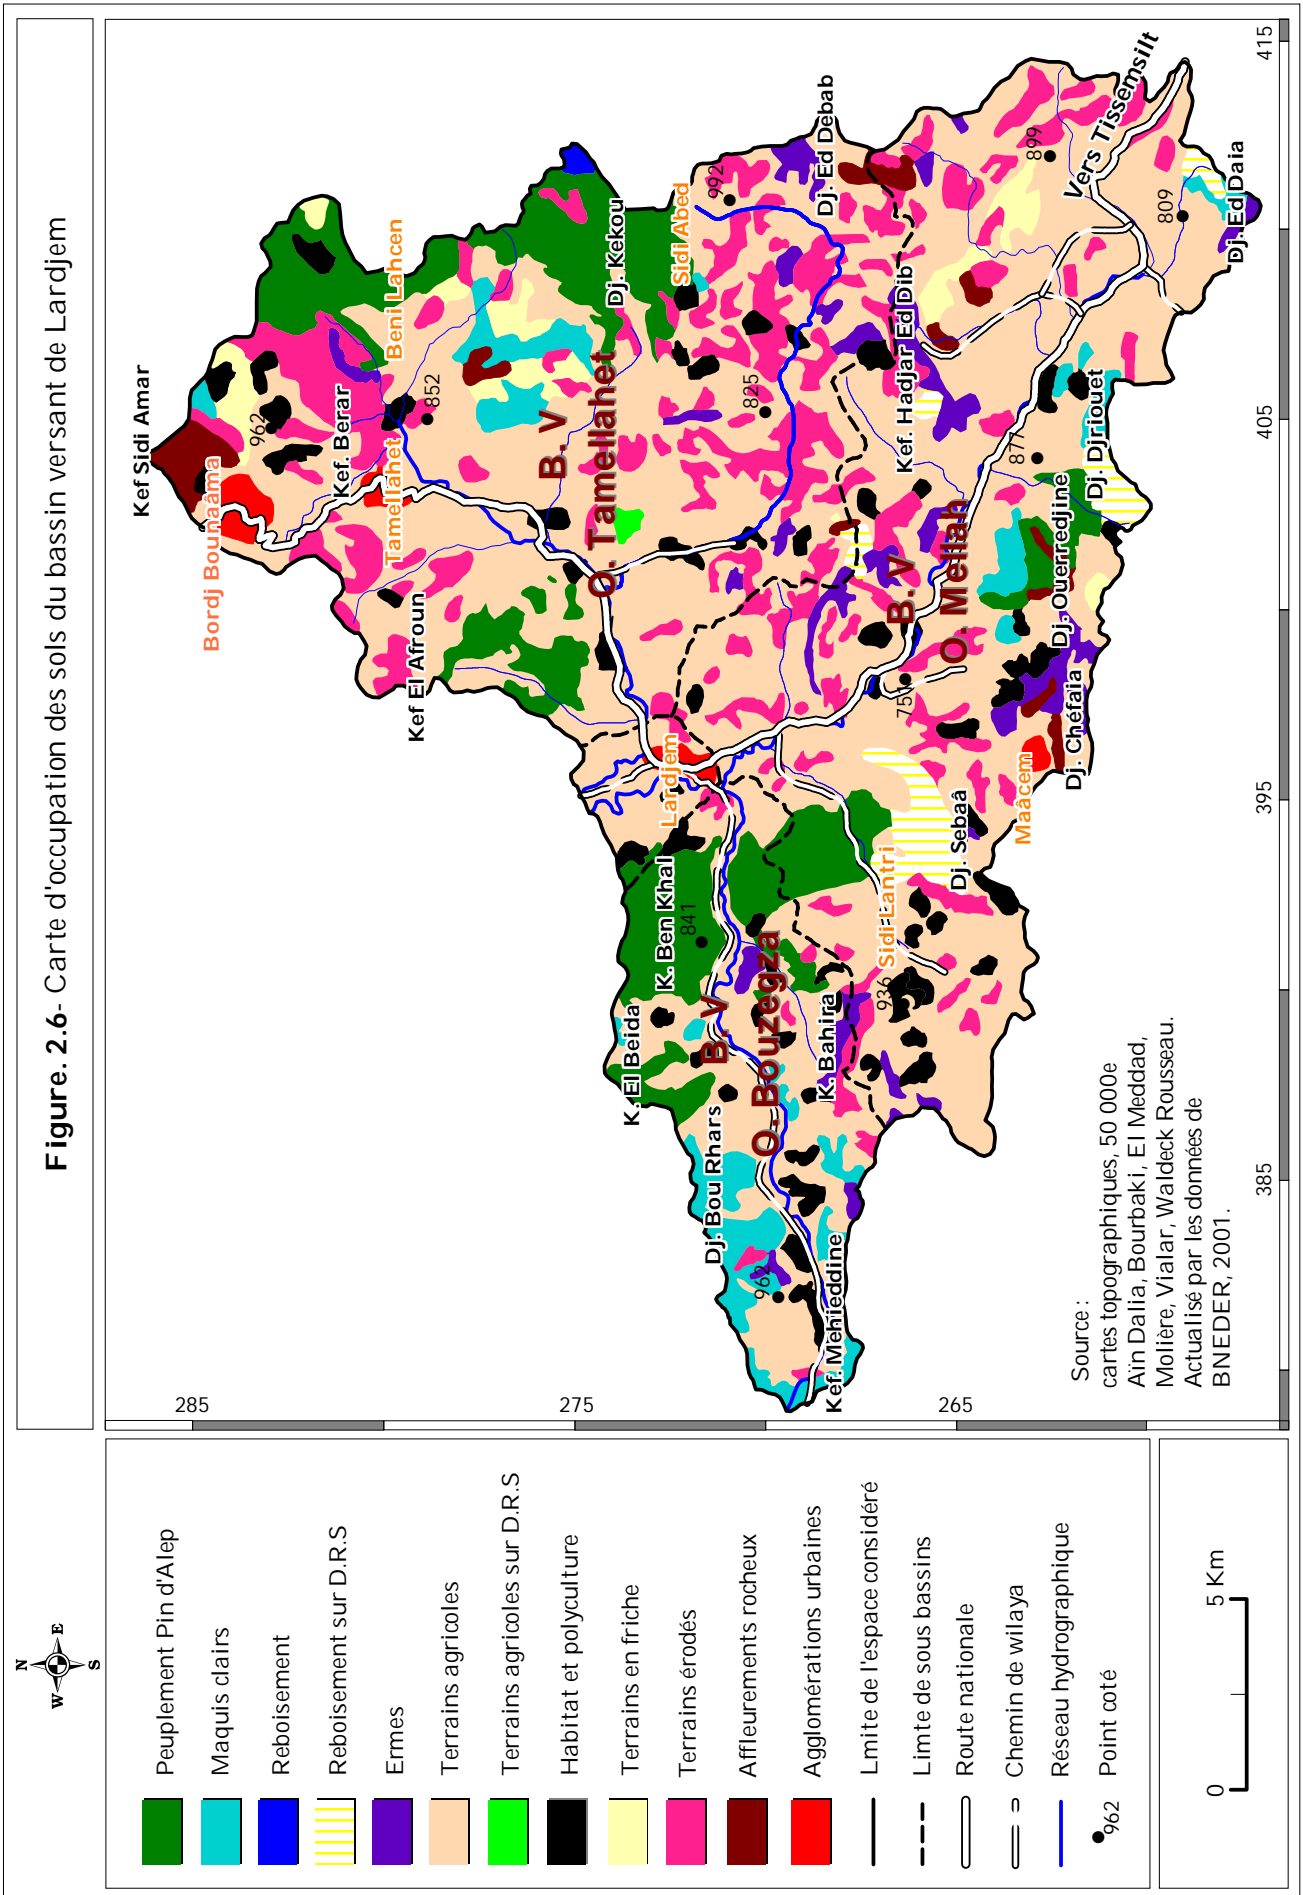 Figure. 2.6- Carte d'occupation des sols du bassin versant de Lardjem
N
W
E
S
285
275
265
415
405
395
385
Kef Sidi Amar
Bordj Bounaâma
962
Kef. Berar
Beni Lahcen
Tamellahet
852
Kef El Afroun
B. V
O. Tamellahet
Dj. Kekou
Sidi Abed
992
825
Dj. Ed Debab
Kef. Hadjar Ed Dib
899
Vers Tissemsilt
809
Dj. Ed Daia
877
Dj. Djriouet
Dj. Ouenredjine
B. V
O. Mellah
751
Dj. Chéfaia
Maâcem
Lardjem
Dj. Sebaâ
Sidi Lantri
936
K. Ben Khal
841
K. El Beida
B. V
O. Bouzegza
K. Bahira
Dj. Bou Rhars
962
Kef. Mehieddine
Source :
cartes topographiques, 50 000e
Aïn Dalia, Bourbaki, El Meddad,
Molière, Vialar, Waldeck Rousseau.
Actualisé par les données de
BNEDER, 2001.
Peuplement Pin d'Alep
Maquis clairs
Reboisement
Reboisement sur D.R.S
Ermes
Terrains agricoles
Terrains agricoles sur D.R.S
Habitat et polyculture
Terrains en friche
Terrains érodés
Affleurements rocheux
Agglomérations urbaines
Lmite de l'espace considéré
Limte de sous bassins
Route nationale
Chemin de wilaya
Réseau hydrographique
962 Point coté
0 5 Km